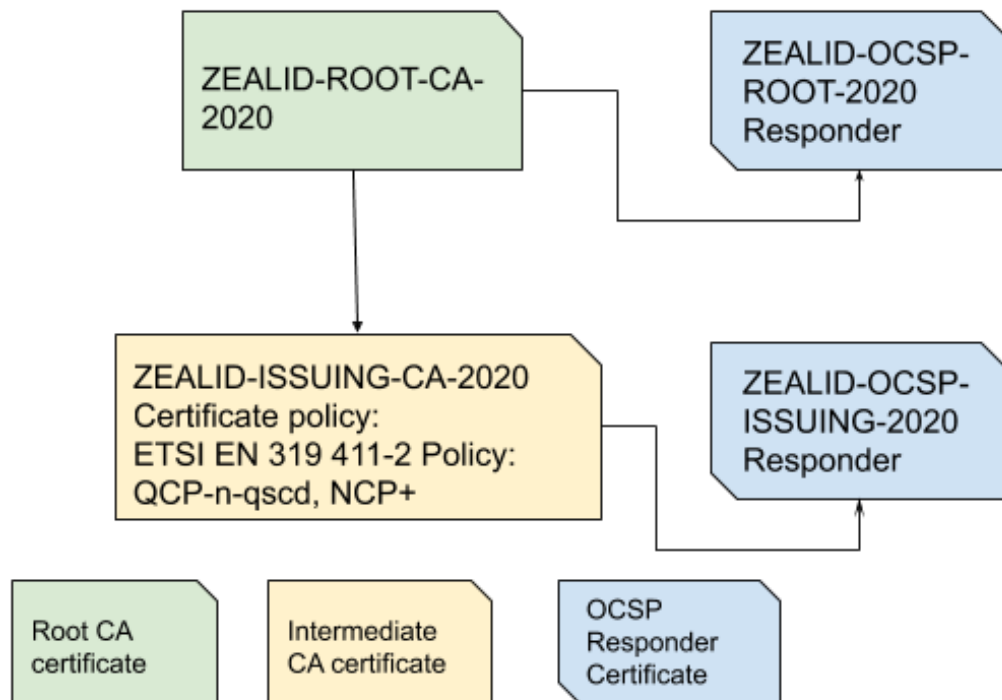 ZEALID-ROOT-CA-
2020
ZEALID-OCSP-
ROOT-2020
Responder
ZEALID-ISSUING-CA-2020
Certificate policy:
ETSI EN 319 411-2 Policy:
QCP-n-qscd, NCP+
ZEALID-OCSP-
ISSUING-2020
Responder
Root CA
certificate
Intermediate
CA certificate
OCSP
Responder
Certificate